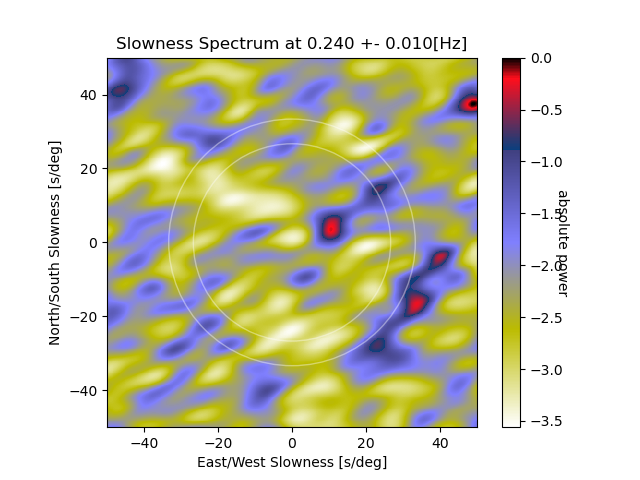 Slowness Spectrum at 0.240 +- 0.010[Hz]
North/South Slowness [s/deg]
40
20
0
−20
−40
−40 −20 0 20 40
East/West Slowness [s/deg]
0.0
−0.5
−1.0
−1.5
−2.0
−2.5
−3.0
−3.5
absolute power